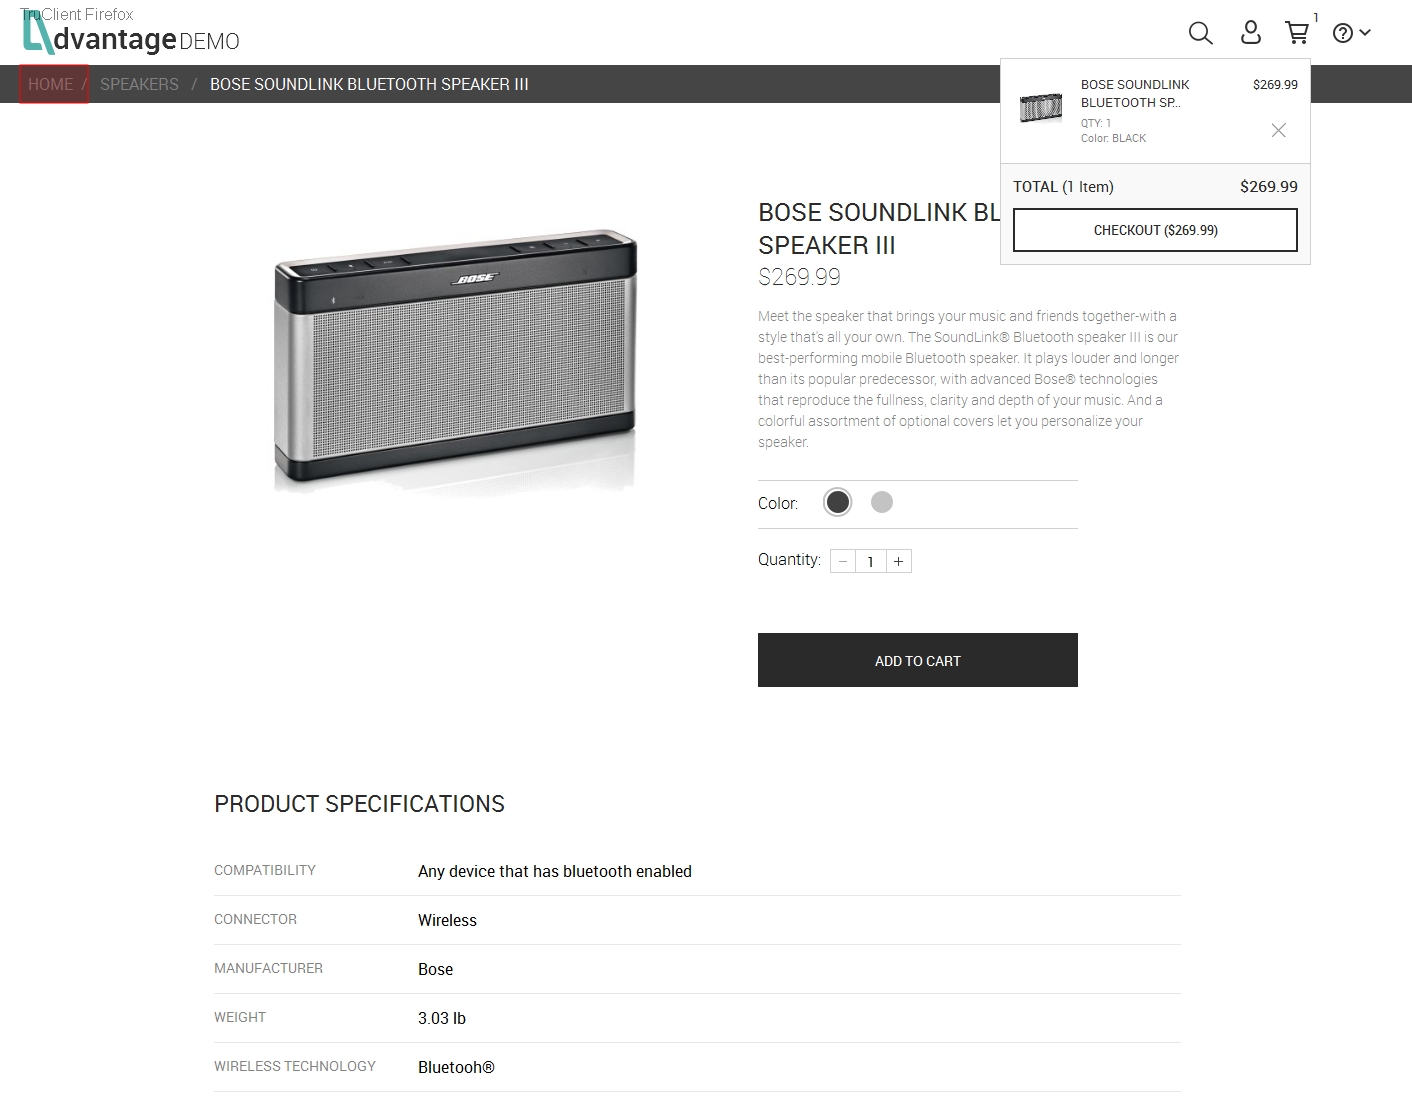 TruClient Firefox
dvantage DEMO
1
HOME / SPEAKERS / BOSE SOUNDLINK BLUETOOTH SPEAKER III
BOSE SOUNDLINK
BLUETOOTH SP...
$269.99
QTY: 1
Color: BLACK
TOTAL (1 Item) $269.99
CHECKOUT ($269.99)
BOSE
BOSE SOUNDLINK BL
SPEAKER III
$269.99
Meet the speaker that brings your music and friends together-with a
style that's all your own. The SoundLink® Bluetooth speaker III is our
best-performing mobile Bluetooth speaker. It plays louder and longer
than its popular predecessor, with advanced Bose® technologies
that reproduce the fullness, clarity and depth of your music. And a
colorful assortment of optional covers let you personalize your
speaker.
Color:
Quantity: − 1 +
ADD TO CART
PRODUCT SPECIFICATIONS
COMPATIBILITY Any device that has bluetooth enabled
CONNECTOR Wireless
MANUFACTURER Bose
WEIGHT 3.03 lb
WIRELESS TECHNOLOGY Bluetooh®